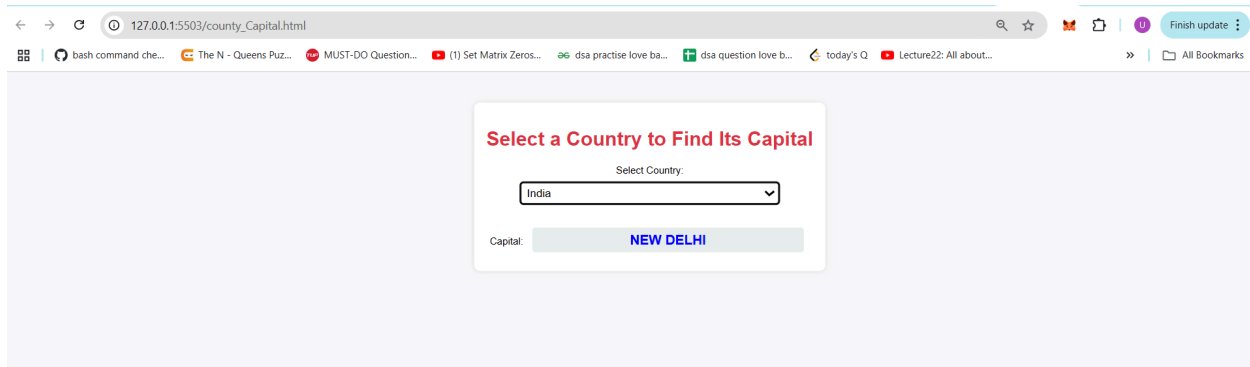 127.0.0.1:5503/county_Capital.html
U
Finish update
bash command che...
The N - Queens Puz...
MUST-DO Question...
(1) Set Matrix Zeros...
dsa practise love ba...
dsa question love b...
today's Q
Lecture22: All about...
»
All Bookmarks
Select a Country to Find Its Capital
Select Country:
India
Capital:
NEW DELHI